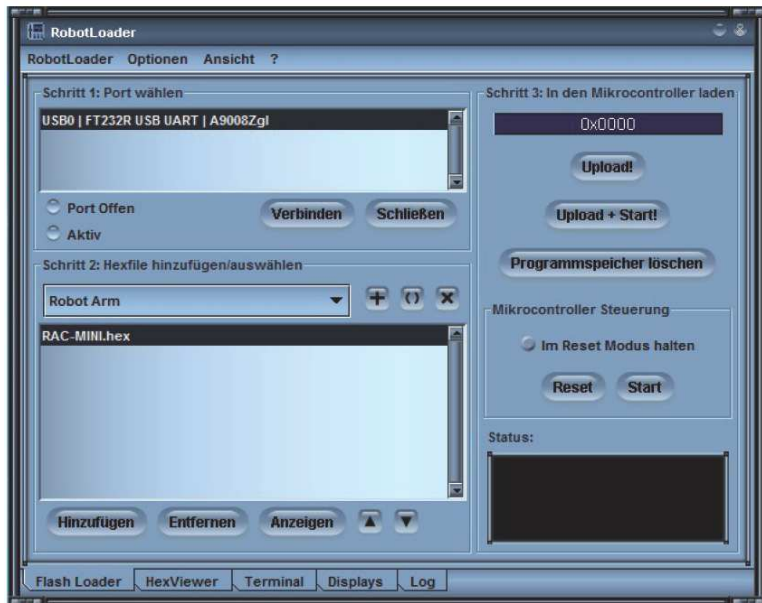 RobotLoader
RobotLoader Optionen Ansicht ?
Schritt 1: Port wählen
USB0 | FT232R USB UART | A9008Zgl
Port Offen
Aktiv
Verbinden Schließen
Schritt 2: Hexfile hinzufügen/auswählen
Robot Arm
RAC-MINI.hex
Hinzufügen Entfernen Anzeigen
Schritt 3: In den Mikrocontroller laden
0x0000
Upload!
Upload + Start!
Programmspeicher löschen
Mikrocontroller Steuerung
Im Reset Modus halten
Reset Start
Status:
Flash Loader HexViewer Terminal Displays Log